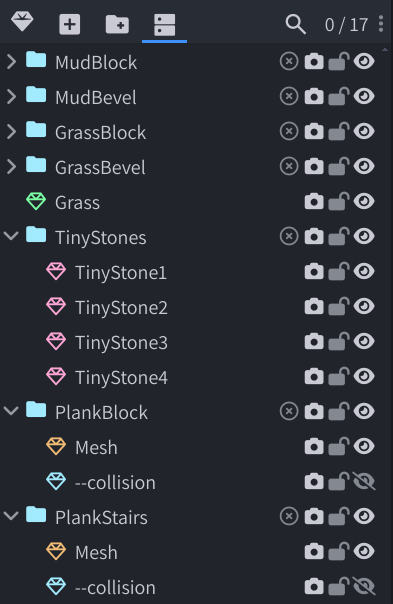 0 / 17
MudBlock
MudBevel
GrassBlock
GrassBevel
Grass
TinyStones
TinyStone1
TinyStone2
TinyStone3
TinyStone4
PlankBlock
Mesh
--collision
PlankStairs
Mesh
--collision